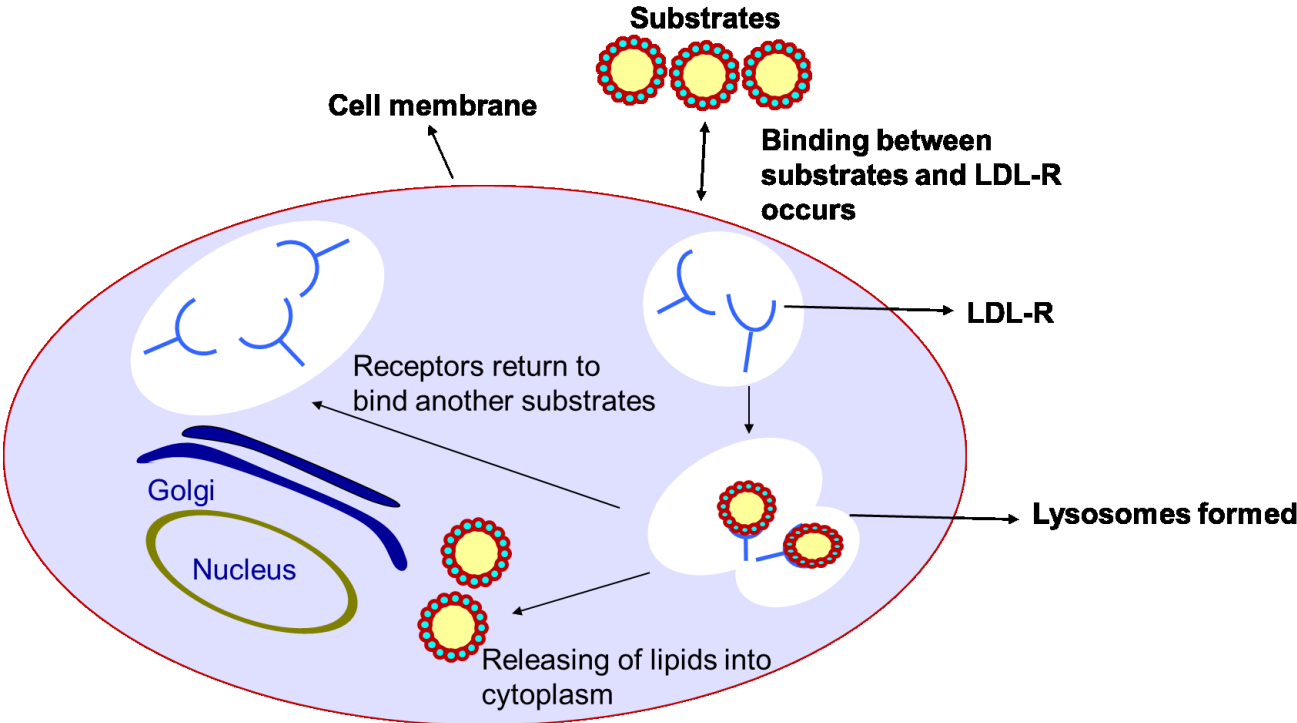 Substrates
Cell membrane
Binding between
substrates and LDL-R
occurs
LDL-R
Receptors return to
bind another substrates
Golgi
Lysosomes formed
Nucleus
Releasing of lipids into
cytoplasm